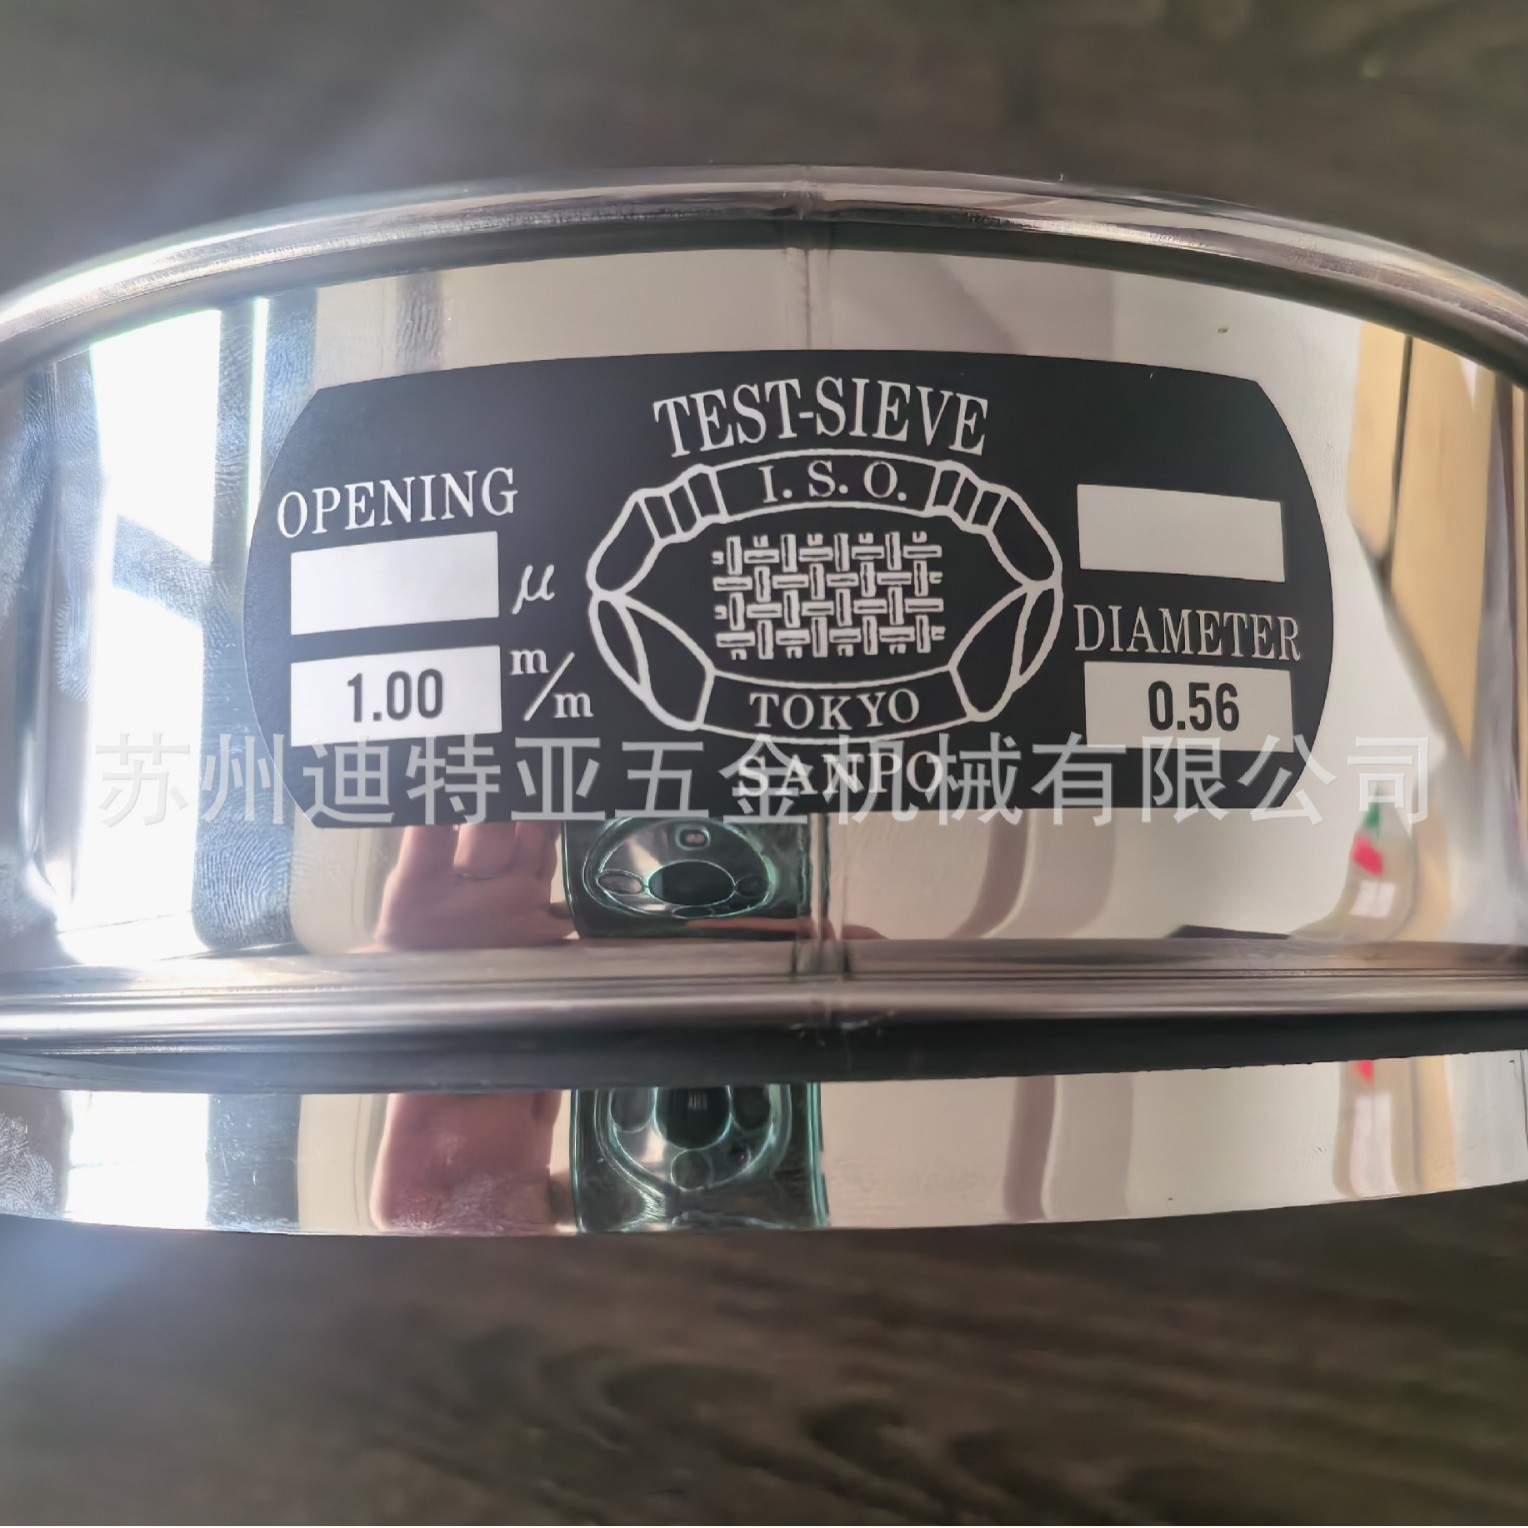 TEST-SIEVE
I. S. O.
OPENING
μ
m/m
1.00
DIAMETER
0.56
TOKYO
SANPO
苏州迪特亚五金机械有限公司